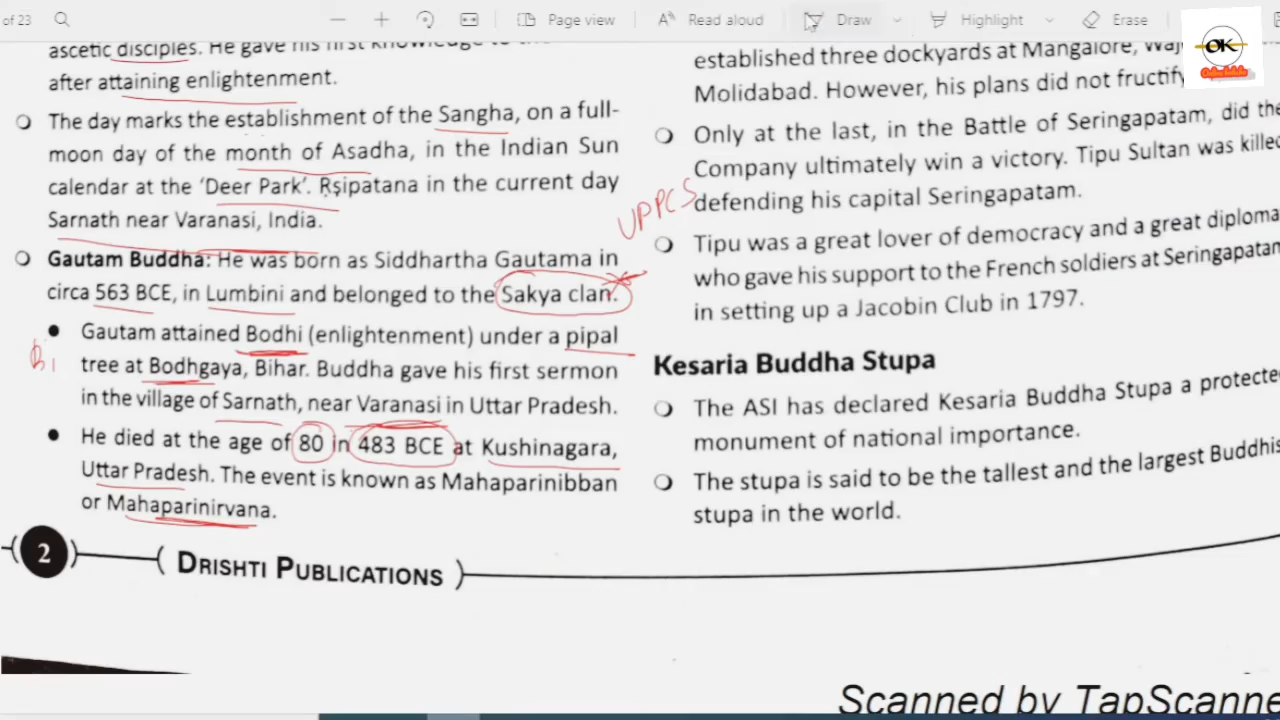 of 23
Page view
Read aloud
Draw
Highlight
Erase
OK
ascetic disciples. He gave his first knowledge to
after attaining enlightenment.
The day marks the establishment of the Sangha, on a full-
moon day of the month of Asadha, in the Indian Sun
calendar at the 'Deer Park'. Rṣipatana in the current day
Sarnath near Varanasi, India.
Gautam Buddha: He was born as Siddhartha Gautama in
circa 563 BCE, in Lumbini and belonged to the Sakya clan.
Gautam attained Bodhi (enlightenment) under a pipal
tree at Bodhgaya, Bihar. Buddha gave his first sermon
in the village of Sarnath, near Varanasi in Uttar Pradesh.
He died at the age of 80 in 483 BCE at Kushinagara,
Uttar Pradesh. The event is known as Mahaparinibban
or Mahaparinirvana.
UPPCS
established three dockyards at Mangalore,
Molidabad. However, his plans did not fructify
Only at the last, in the Battle of Seringapatam, did the
Company ultimately win a victory. Tipu Sultan was killed
defending his capital Seringapatam.
Tipu was a great lover of democracy and a great diploma
who gave his support to the French soldiers at Seringapatam
in setting up a Jacobin Club in 1797.
Kesaria Buddha Stupa
The ASI has declared Kesaria Buddha Stupa a protecte
monument of national importance.
The stupa is said to be the tallest and the largest Buddhis
stupa in the world.
2
DRISHTI PUBLICATIONS
Scanned by TapScanne